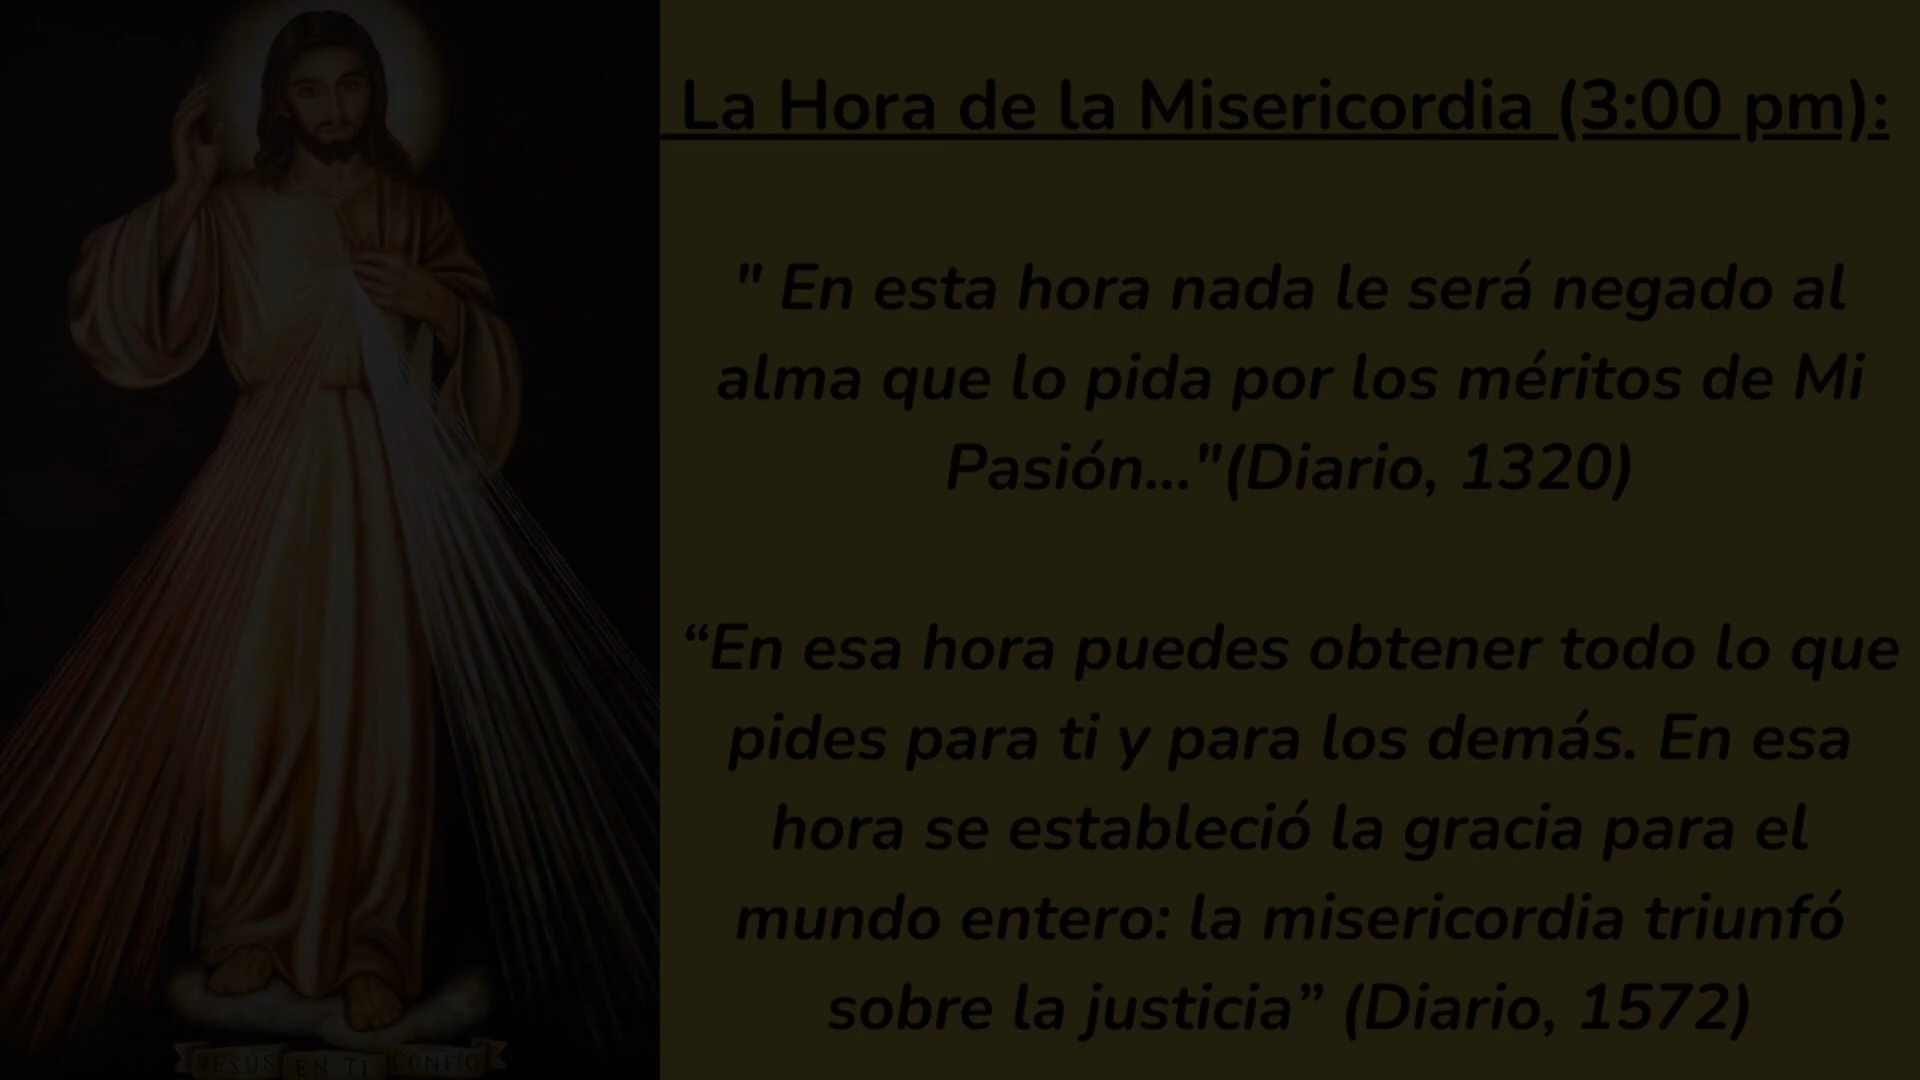 La Hora de la Misericordia (3:00 pm):
" En esta hora nada le será negado al
alma que lo pida por los méritos de Mi
Pasión..."(Diario, 1320)
“En esa hora puedes obtener todo lo que
pides para ti y para los demás. En esa
hora se estableció la gracia para el
mundo entero: la misericordia triunfó
sobre la justicia” (Diario, 1572)
JESÚS EN TI CONFÍO